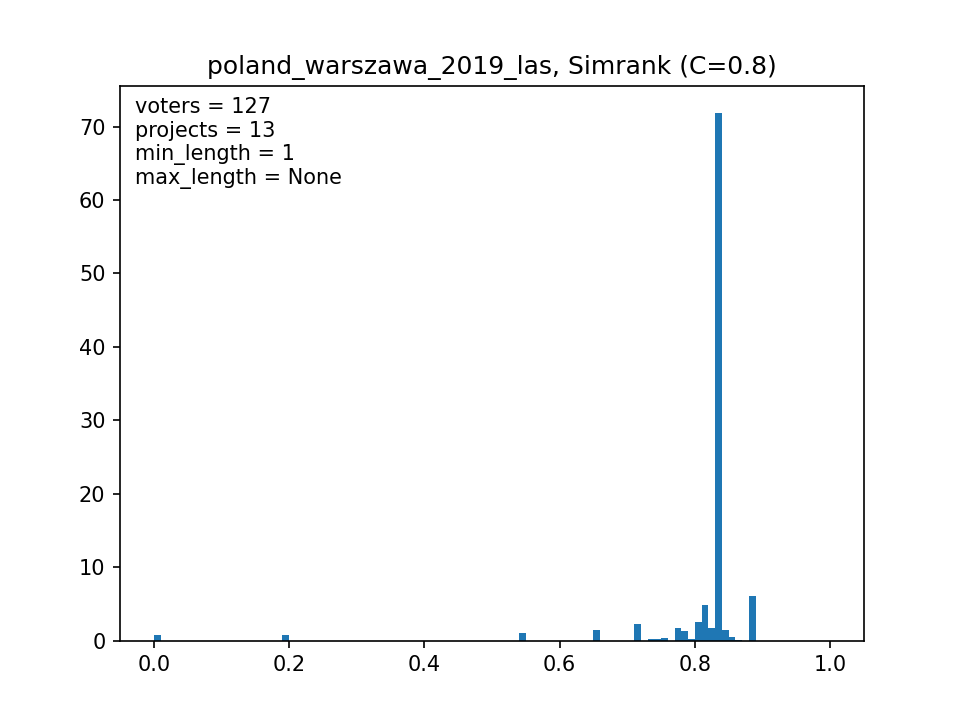 poland_warszawa_2019_las, Simrank (C=0.8)
voters = 127
projects = 13
min_length = 1
max_length = None
70
60
50
40
30
20
10
0
0.0 0.2 0.4 0.6 0.8 1.0